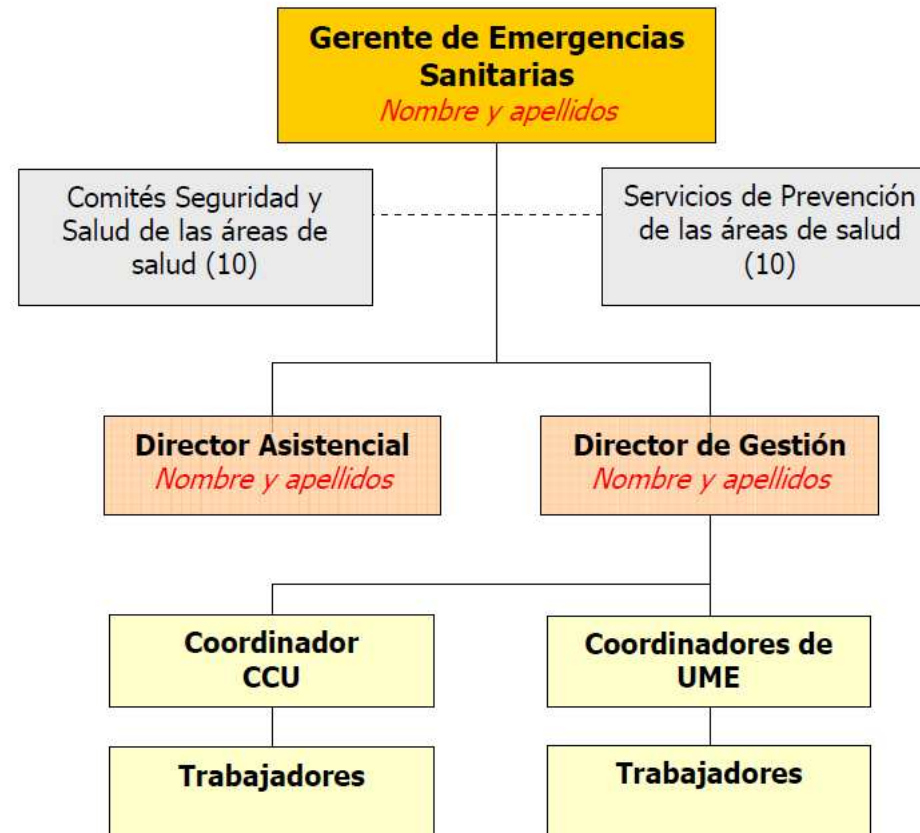 Gerente de Emergencias
Sanitarias
Nombre y apellidos
Comités Seguridad y
Salud de las áreas de
salud (10)
Servicios de Prevención
de las áreas de salud
(10)
Director Asistencial
Nombre y apellidos
Director de Gestión
Nombre y apellidos
Coordinador
CCU
Coordinadores de
UME
Trabajadores
Trabajadores